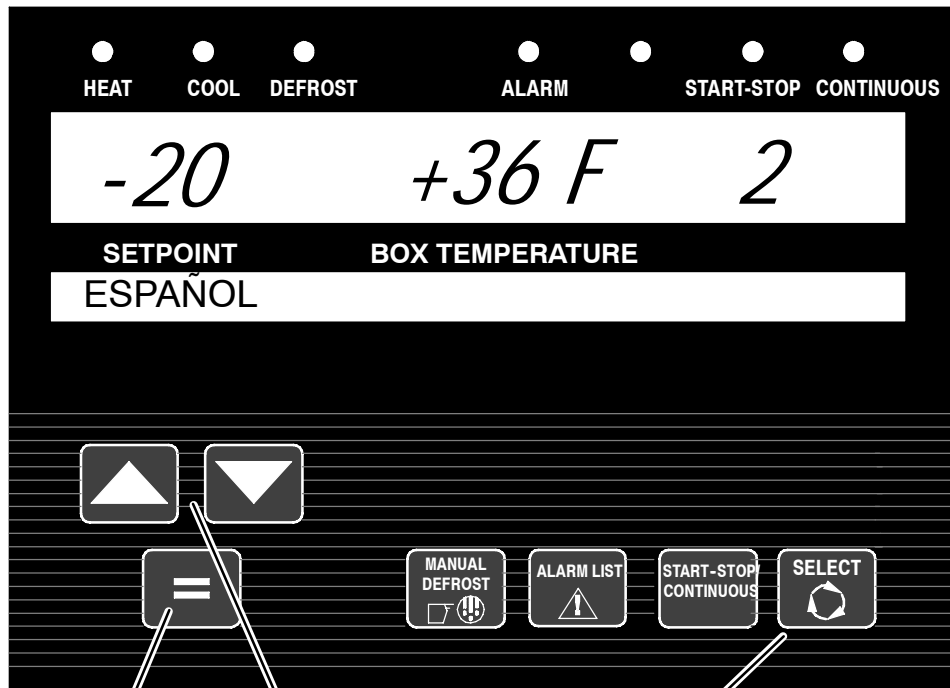 HEAT COOL DEFROST ALARM START-STOP CONTINUOUS
-20 +36 F 2
SETPOINT BOX TEMPERATURE
ESPAÑOL
=
MANUAL DEFROST
ALARM LIST
START-STOP/
CONTINUOUS
SELECT